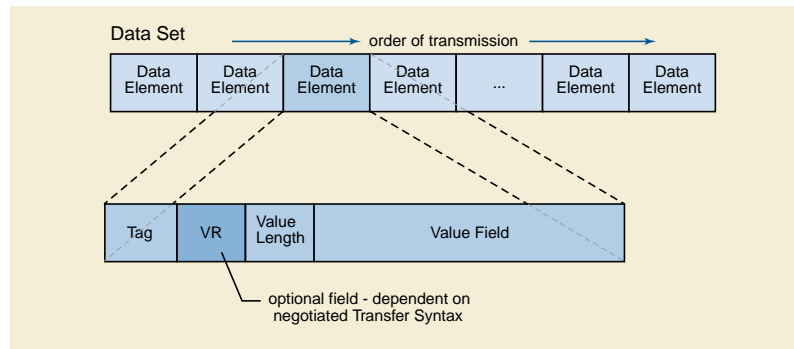 Data Set
order of transmission
Data
Element
Data
Element
Data
Element
Data
Element
...
Data
Element
Data
Element
Tag
VR
Value
Length
Value Field
optional field - dependent on
negotiated Transfer Syntax